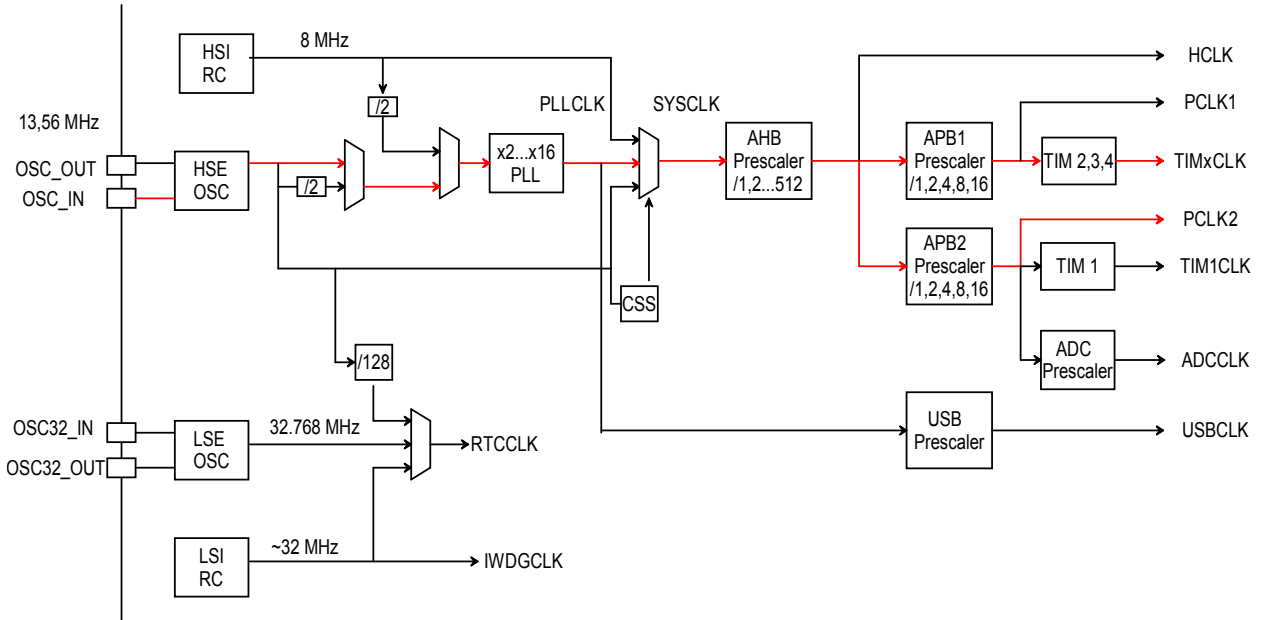 HSI
RC
8 MHz
/2
13,56 MHz
OSC_OUT
OSC_IN
HSE
OSC
/2
x2...x16
PLL
PLLCLK
SYSCLK
CSS
AHB
Prescaler
/1,2...512
APB1
Prescaler
/1,2,4,8,16
TIM 2,3,4
HCLK
PCLK1
TIMxCLK
APB2
Prescaler
/1,2,4,8,16
PCLK2
TIM 1
TIM1CLK
ADC
Prescaler
ADCCLK
USB
Prescaler
USBCLK
/128
OSC32_IN
OSC32_OUT
LSE
OSC
32.768 MHz
RTCCLK
LSI
RC
~32 MHz
IWDGCLK